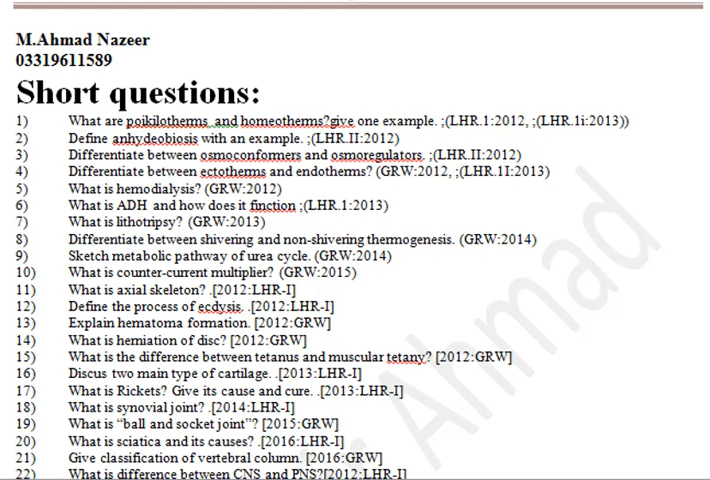 M.Ahmad Nazeer
03319611589
Short questions:
1) What are poikilotherms and homeotherms?give one example. ;(LHR.1:2012, ;(LHR.1i:2013))
2) Define anhydeobiosis with an example. ;(LHR.II:2012)
3) Differentiate between osmoconformers and osmoregulators. ;(LHR.II:2012)
4) Differentiate between ectotherms and endotherms? (GRW:2012, ;(LHR.1I:2013)
5) What is hemodialysis? (GRW:2012)
6) What is ADH and how does it finction ;(LHR.1:2013)
7) What is lithotripsy? (GRW:2013)
8) Differentiate between shivering and non-shivering thermogenesis. (GRW:2014)
9) Sketch metabolic pathway of urea cycle. (GRW:2014)
10) What is counter-current multiplier? (GRW:2015)
11) What is axial skeleton? .[2012:LHR-I]
12) Define the process of ecdysis. .[2012:LHR-I]
13) Explain hematoma formation. [2012:GRW]
14) What is herniation of disc? [2012:GRW]
15) What is the difference between tetanus and muscular tetany? [2012:GRW]
16) Discus two main type of cartilage. .[2013:LHR-I]
17) What is Rickets? Give its cause and cure. .[2013:LHR-I]
18) What is synovial joint? .[2014:LHR-I]
19) What is “ball and socket joint”? [2015:GRW]
20) What is sciatica and its causes? .[2016:LHR-I]
21) Give classification of vertebral column. [2016:GRW]
22) What is difference between CNS and PNS?[2012:LHR-I]
Ahmad